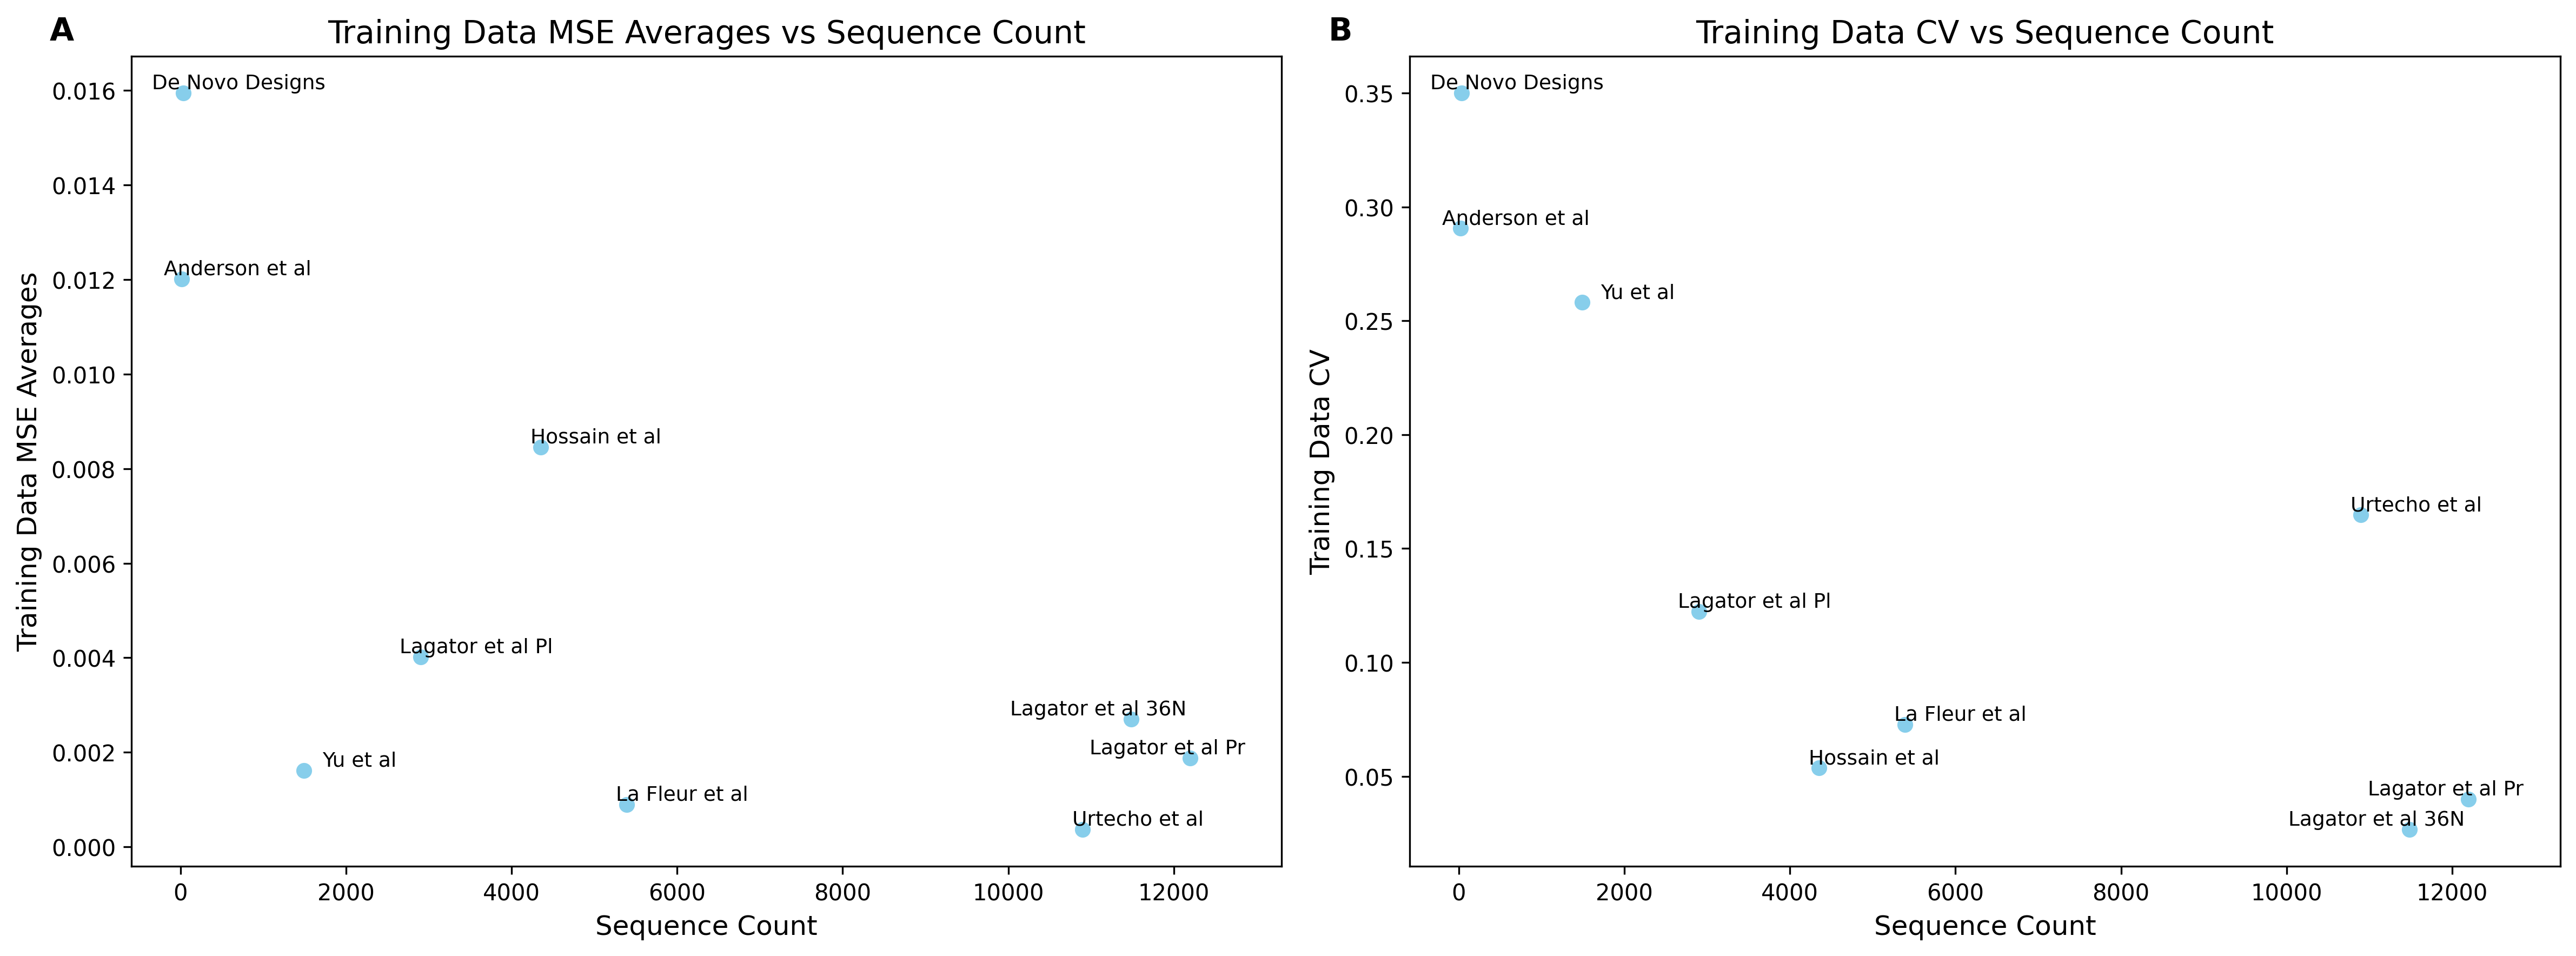 A
Training Data MSE Averages vs Sequence Count
Training Data MSE Averages
0.016
0.014
0.012
0.010
0.008
0.006
0.004
0.002
0.000
De Novo Designs
Anderson et al
Hossain et al
Lagator et al Pl
Lagator et al 36N
Lagator et al Pr
Yu et al
La Fleur et al
Urtecho et al
0 2000 4000 6000 8000 10000 12000
Sequence Count
B
Training Data CV vs Sequence Count
Training Data CV
0.35
0.30
0.25
0.20
0.15
0.10
0.05
De Novo Designs
Anderson et al
Yu et al
Urtecho et al
Lagator et al Pl
La Fleur et al
Hossain et al
Lagator et al Pr
Lagator et al 36N
0 2000 4000 6000 8000 10000 12000
Sequence Count